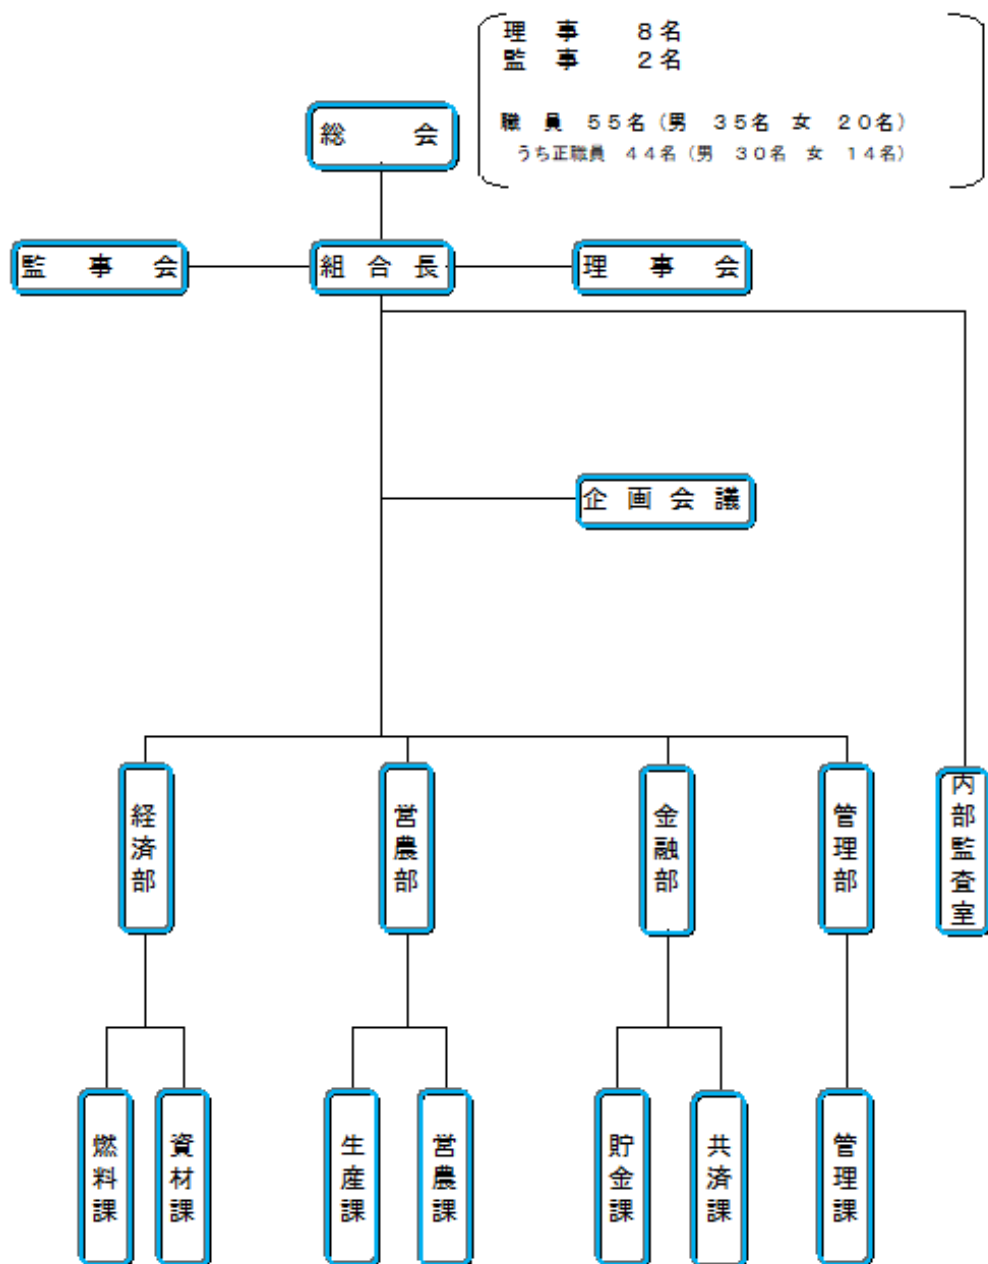 理　事　　８名
監　事　　２名
職　員　５５名（男　３５名　女　２０名）
うち正職員　４４名（男　３０名　女　１４名）
総　会
監　事　会
組　合　長
理　事　会
企　画　会　議
経済部
営農部
金融部
管理部
内部監査室
燃料課
資材課
生産課
営農課
貯金課
共済課
管理課